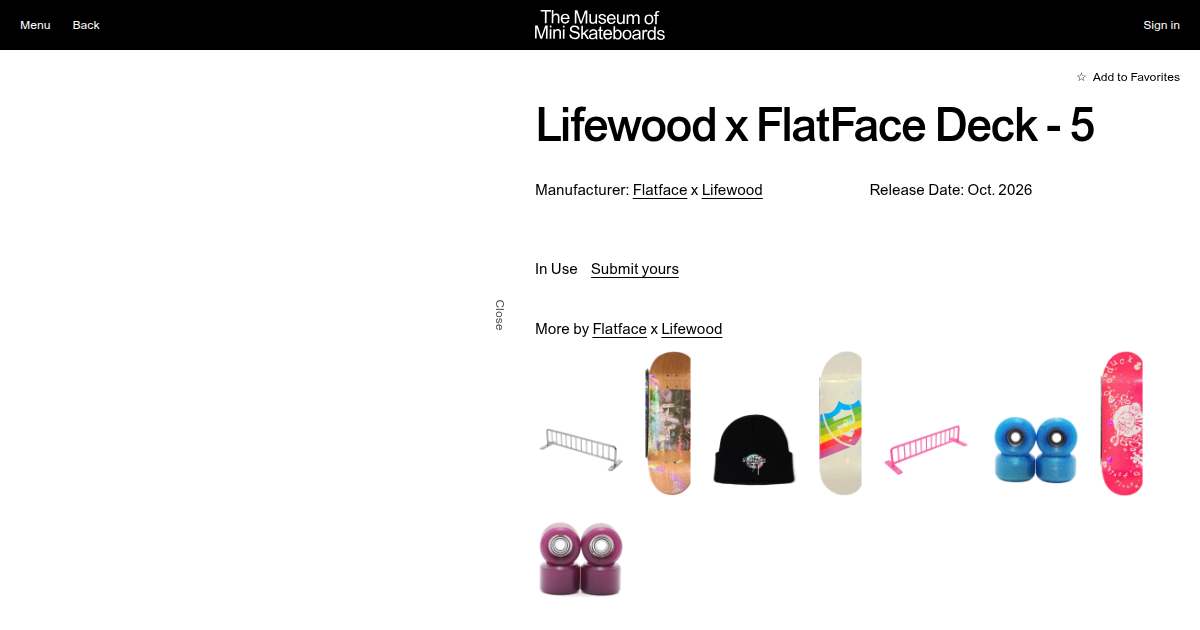 Menu
Back
The Museum of
Mini Skateboards
Sign in
☆ Add to Favorites
Lifewood x FlatFace Deck - 5
Manufacturer: Flatface x Lifewood
Release Date: Oct. 2026
In Use
Submit yours
Close
More by Flatface x Lifewood